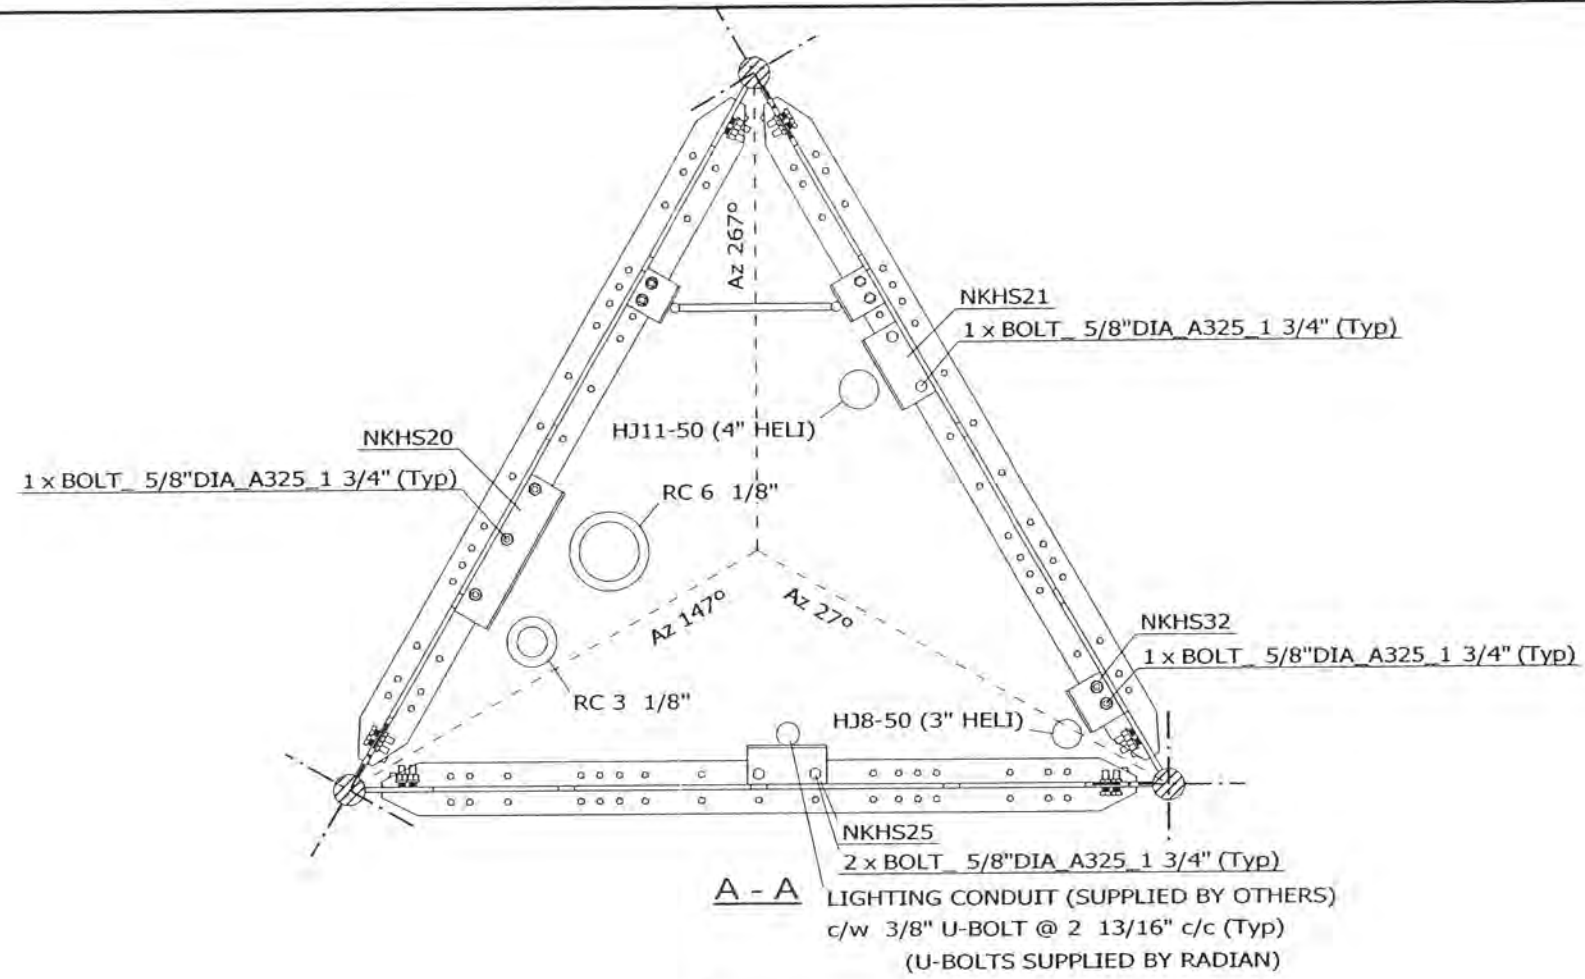 Az 267º
NKHS21
1 x BOLT_ 5/8"DIA_A325_1 3/4" (Typ)
HJ11-50 (4" HELI)
NKHS20
1 x BOLT_ 5/8"DIA_A325_1 3/4" (Typ)
RC 6 1/8"
Az 147º
Az 27º
NKHS32
1 x BOLT_ 5/8"DIA_A325_1 3/4" (Typ)
RC 3 1/8"
HJ8-50 (3" HELI)
NKHS25
2 x BOLT_ 5/8"DIA_A325_1 3/4" (Typ)
A - A
LIGHTING CONDUIT (SUPPLIED BY OTHERS)
c/w 3/8" U-BOLT @ 2 13/16" c/c (Typ)
(U-BOLTS SUPPLIED BY RADIAN)